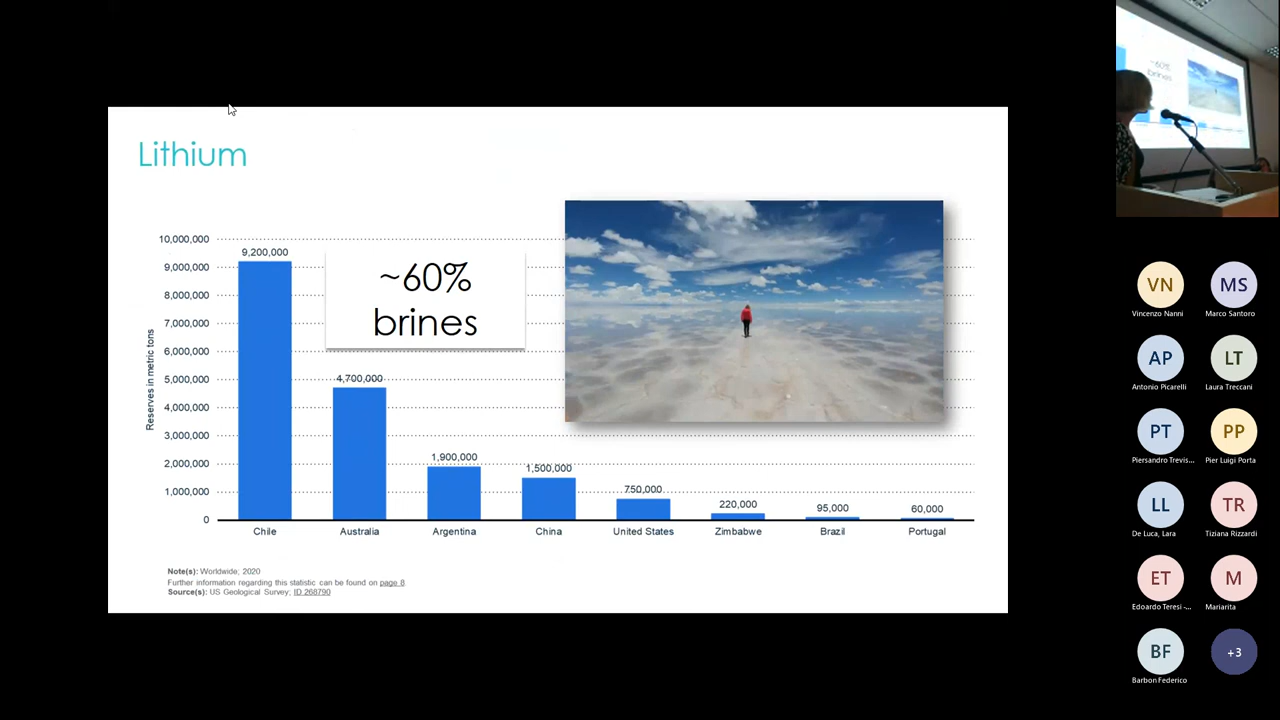 Lithium
10,000,000
9,000,000
8,000,000
7,000,000
6,000,000
5,000,000
4,000,000
3,000,000
2,000,000
1,000,000
0
Reserves in metric tons
9,200,000
4,700,000
1,900,000
1,500,000
750,000
220,000
95,000
60,000
Chile
Australia
Argentina
China
United States
Zimbabwe
Brazil
Portugal
~60%
brines
Note(s): Worldwide; 2020
Further information regarding this statistic can be found on page 8.
Source(s): US Geological Survey; ID 268790
~60%
brines
VN
Vincenzo Nanni
MS
Marco Santoro
AP
Antonio Picarelli
LT
Laura Treccani
PT
Piersandro Trevis...
PP
Pier Luigi Porta
LL
De Luca, Lara
TR
Tiziana Rizzardi
ET
Edoardo Teresi -...
M
Mariarita
BF
Barbon Federico
+3